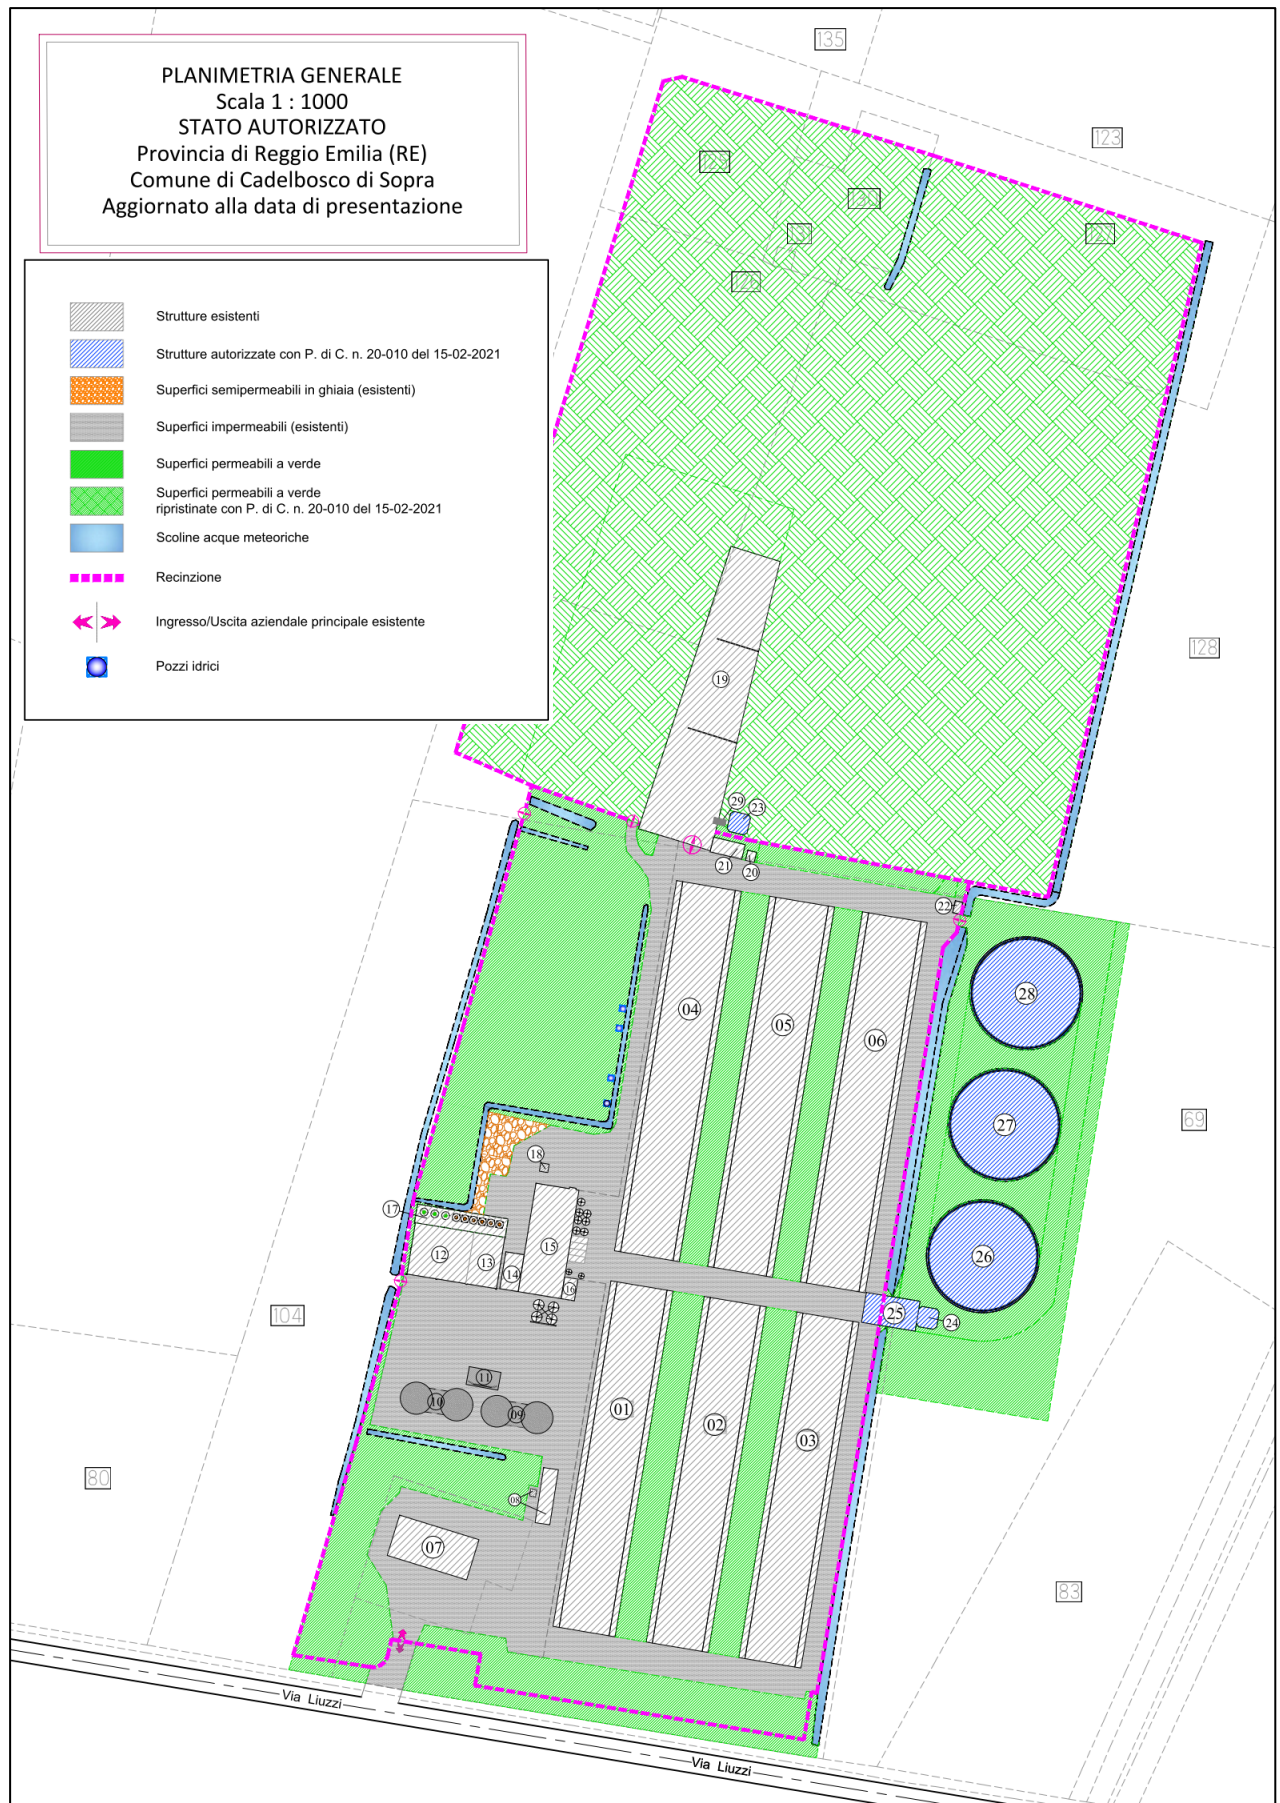 PLANIMETRIA GENERALE
Scala 1 : 1000
STATO AUTORIZZATO
Provincia di Reggio Emilia (RE)
Comune di Cadelbosco di Sopra
Aggiornato alla data di presentazione
Strutture esistenti
Strutture autorizzate con P. di C. n. 20-010 del 15-02-2021
Superfici semipermeabili in ghiaia (esistenti)
Superfici impermeabili (esistenti)
Superfici permeabili a verde
Superfici permeabili a verde
ripristinate con P. di C. n. 20-010 del 15-02-2021
Scoline acque meteoriche
Recinzione
Ingresso/Uscita aziendale principale esistente
Pozzi idrici
135
123
125
126
128
19
29
23
21
20
22
04
05
06
28
27
26
69
18
17
12
13
14
15
16
25
24
104
11
10
09
01
02
03
80
08
07
83
Via Liuzzi
Via Liuzzi